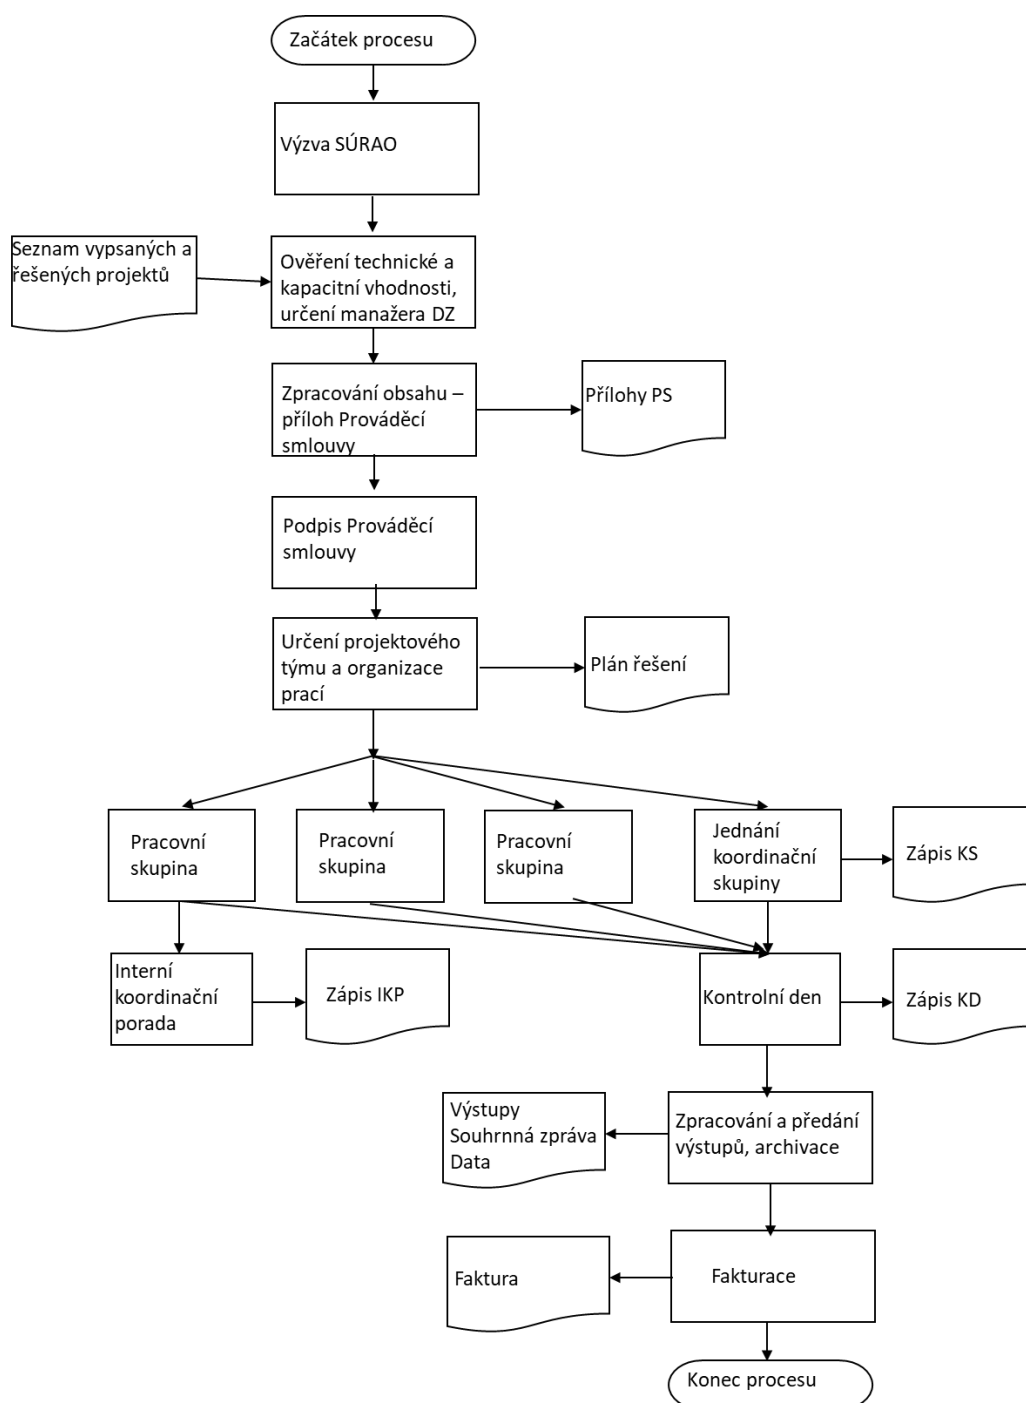 Začátek procesu
Výzva SÚRAO
Seznam vypsaných a
řešených projektů
Ověření technické a
kapacitní vhodnosti,
určení manažera DZ
Zpracování obsahu –
příloh Prováděcí
smlouvy
Přílohy PS
Podpis Prováděcí
smlouvy
Určení projektového
týmu a organizace
prací
Plán řešení
Pracovní
skupina
Pracovní
skupina
Pracovní
skupina
Jednání
koordinační
skupiny
Zápis KS
Interní
koordinační
porada
Zápis IKP
Kontrolní den
Zápis KD
Výstupy
Souhrnná zpráva
Data
Zpracování a předání
výstupů, archivace
Faktura
Fakturace
Konec procesu